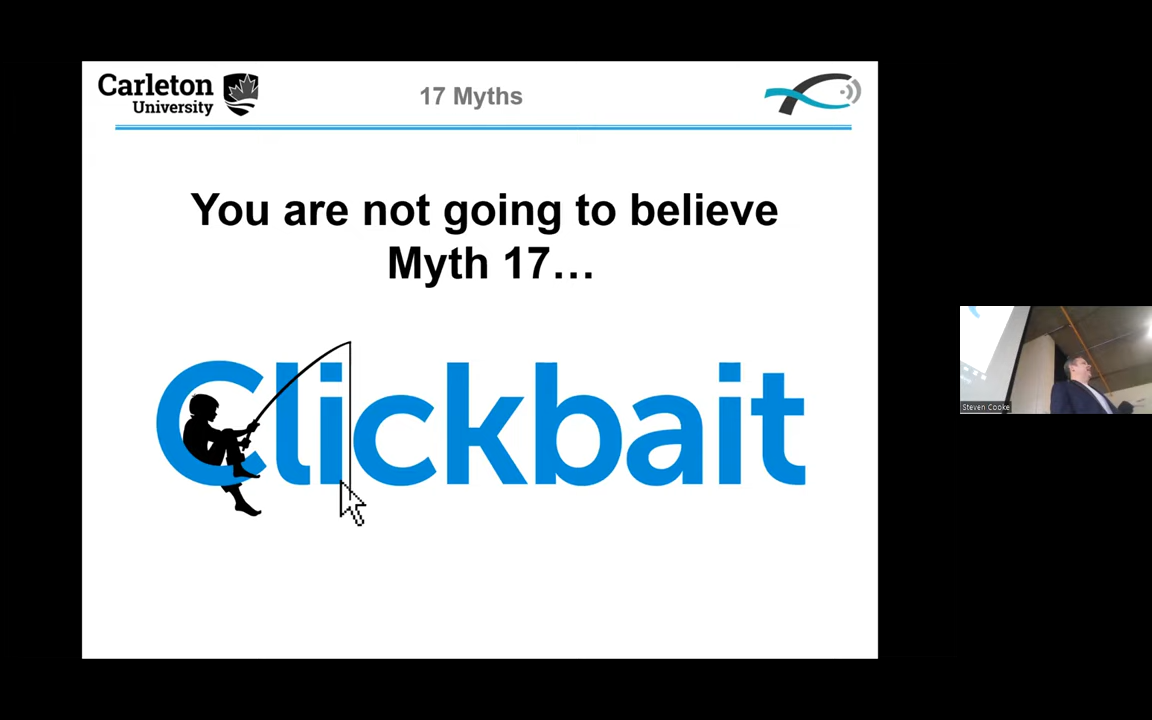 Carleton
University
17 Myths
You are not going to believe
Myth 17…
Clickbait
Steven Cooke